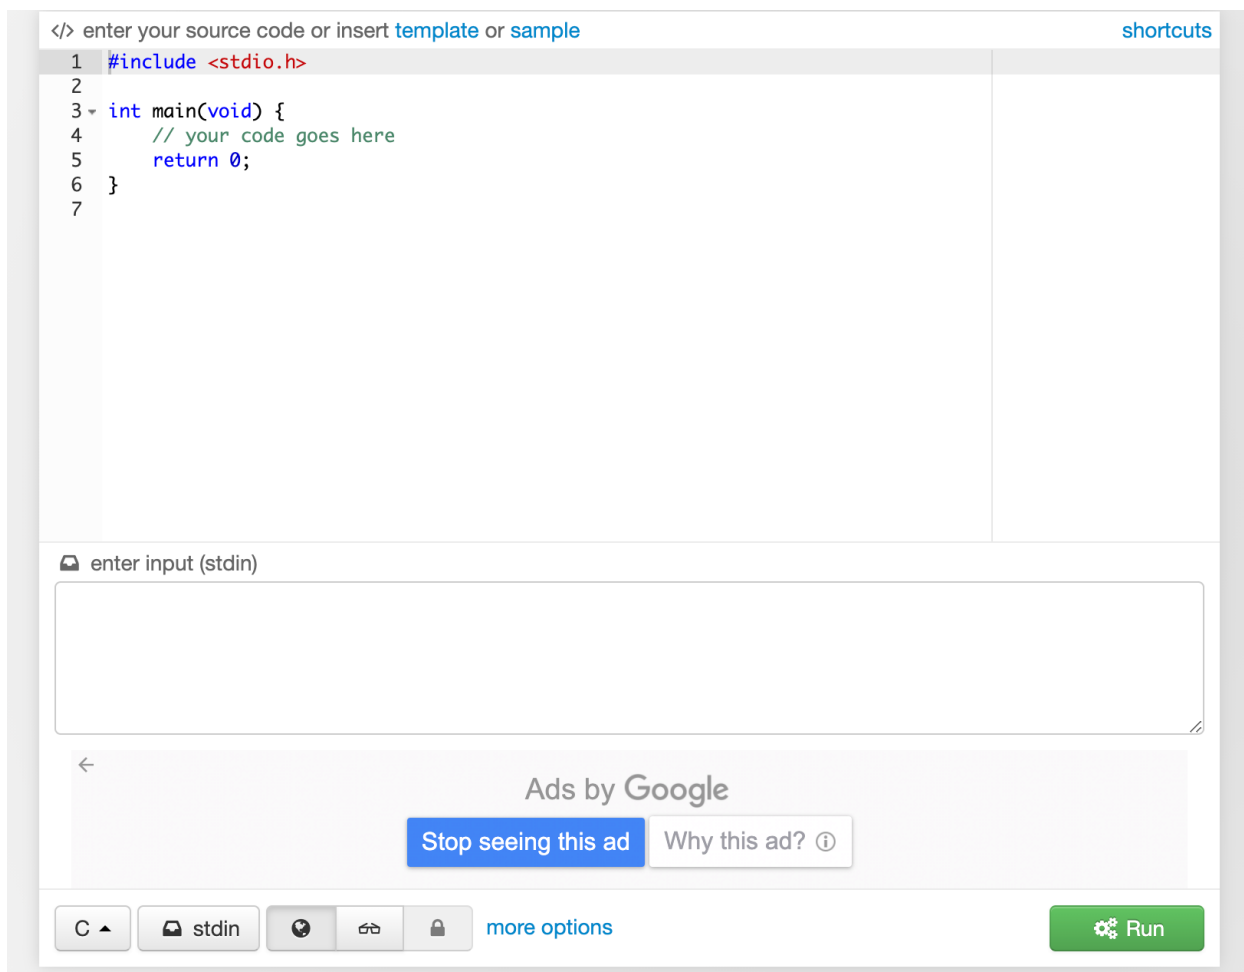 </> enter your source code or insert template or sample shortcuts
1 #include <stdio.h>
2
3 int main(void) {
4     // your code goes here
5     return 0;
6 }
7
enter input (stdin)
Ads by Google
Stop seeing this ad Why this ad?
C stdin more options Run